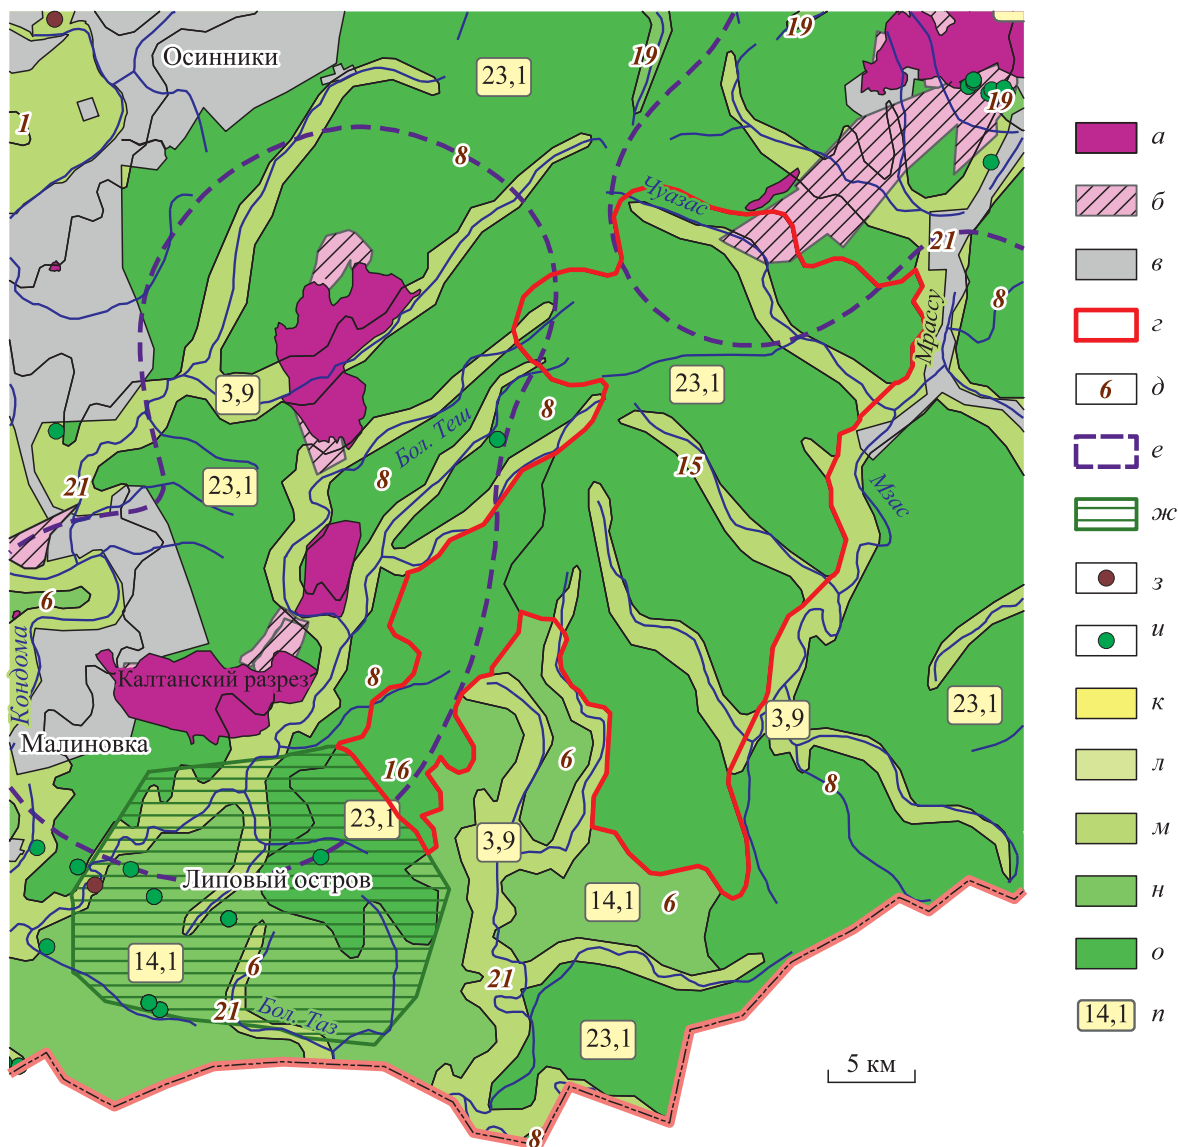 19
19
Осинники
23,1
1
19
8
Чуазас
21
8
Мрассу
3,9
23,1
8
Бол. Теш
8
15
21
23,1
Мзас
6
Кондома
Калтанский разрез
8
23,1
3,9
Малиновка
16
6
8
23,1
3,9
Липовый остров
14,1
6
14,1
6
21
21
Бол. Таз
23,1
5 км
8
а
б
в
г
6 д
е
ж
з
и
к
л
м
н
о
14,1 п